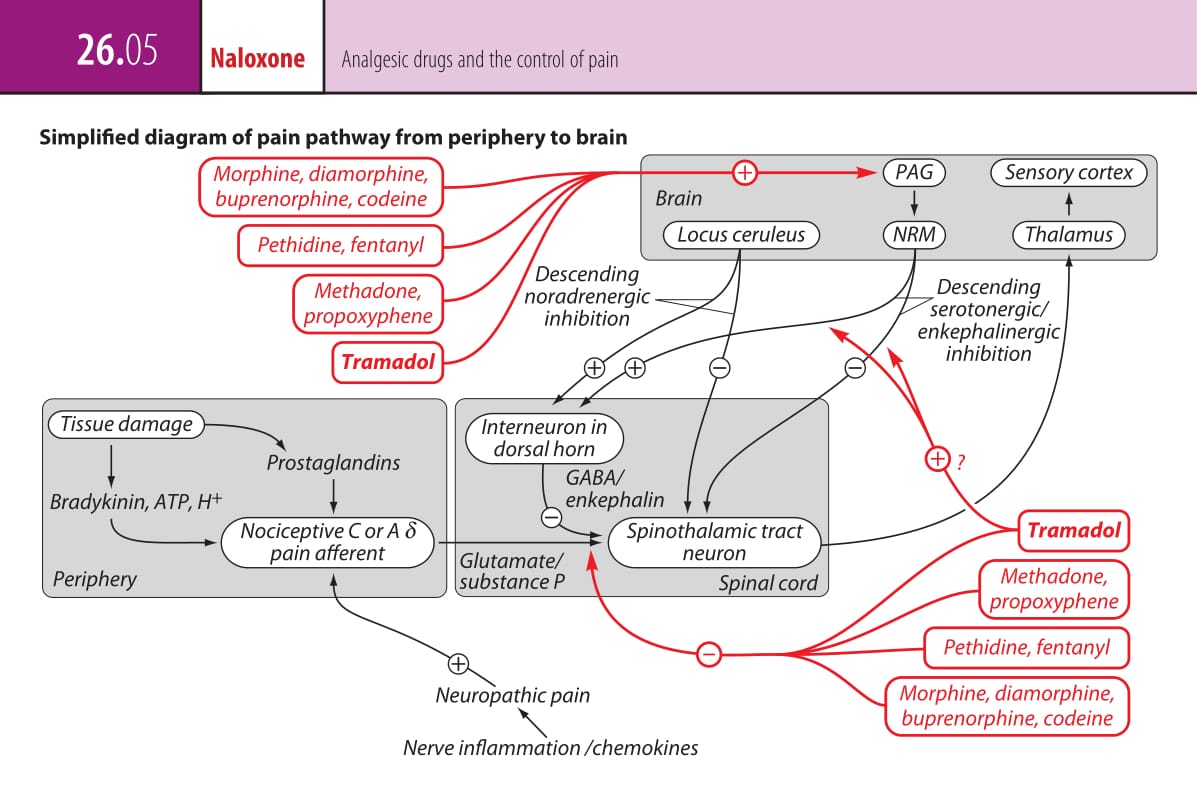 26.05
Naloxone
Analgesic drugs and the control of pain
Simplified diagram of pain pathway from periphery to brain
Morphine, diamorphine,
buprenorphine, codeine
Pethidine, fentanyl
Methadone,
propoxyphene
Tramadol
+
PAG
Sensory cortex
Brain
Locus ceruleus
NRM
Thalamus
Descending
noradrenergic
inhibition
Descending
serotonergic/
enkephalinergic
inhibition
+
+
−
−
Tissue damage
Prostaglandins
Bradykinin, ATP, H+
Nociceptive C or A δ
pain afferent
Periphery
Interneuron in
dorsal horn
GABA/
enkephalin
−
Spinothalamic tract
neuron
Glutamate/
substance P
Spinal cord
+ ?
Tramadol
Methadone,
propoxyphene
Pethidine, fentanyl
Morphine, diamorphine,
buprenorphine, codeine
−
+
Neuropathic pain
Nerve inflammation/chemokines